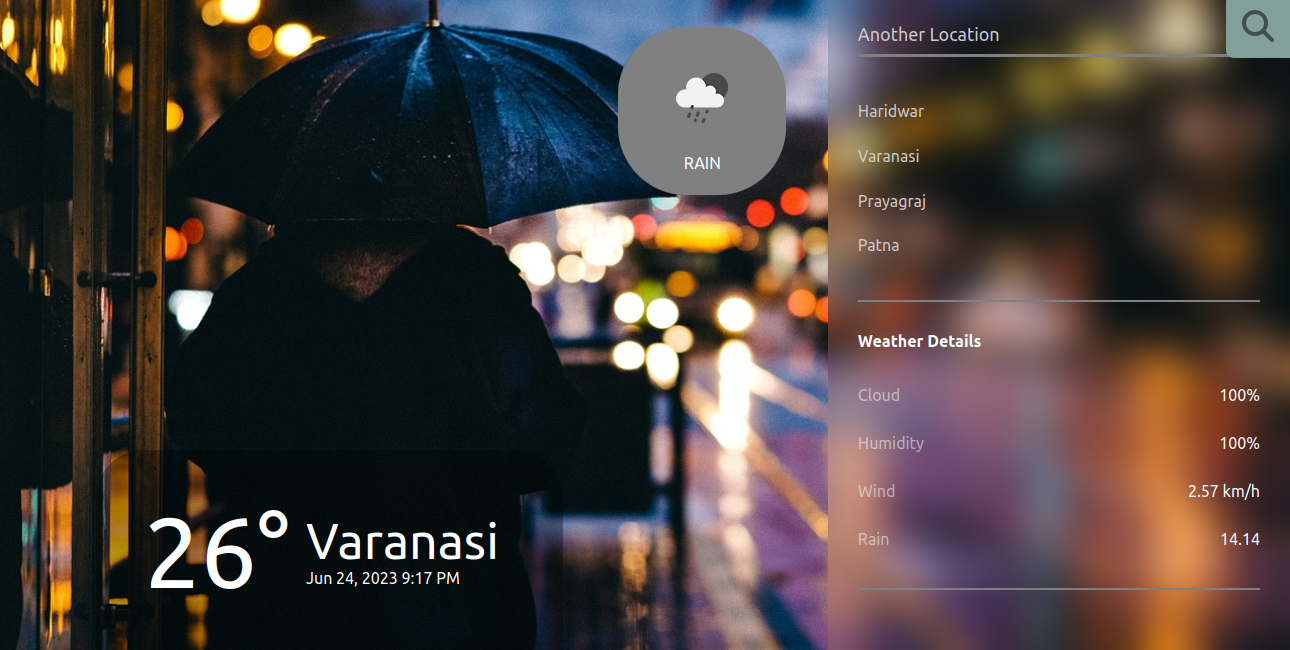 RAIN
26°
Varanasi
Jun 24, 2023 9:17 PM
Another Location
Haridwar
Varanasi
Prayagraj
Patna
Weather Details
Cloud 100%
Humidity 100%
Wind 2.57 km/h
Rain 14.14